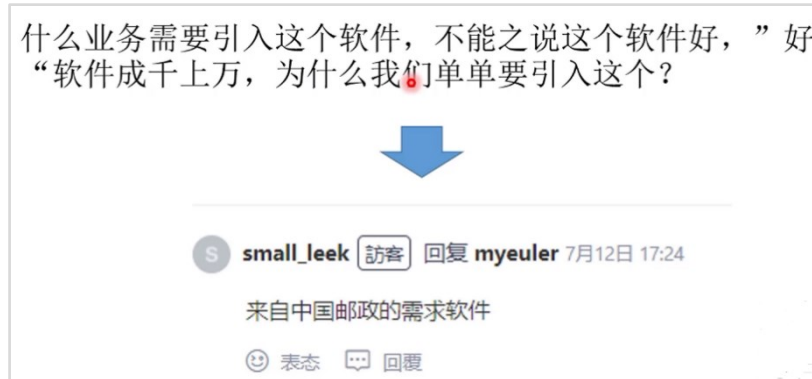 什么业务需要引入这个软件，不能之说这个软件好，”好
“软件成千上万，为什么我们单单要引入这个？
S small_leek 訪客 回复 myeuler 7月12日 17:24
来自中国邮政的需求软件
表态 回覆